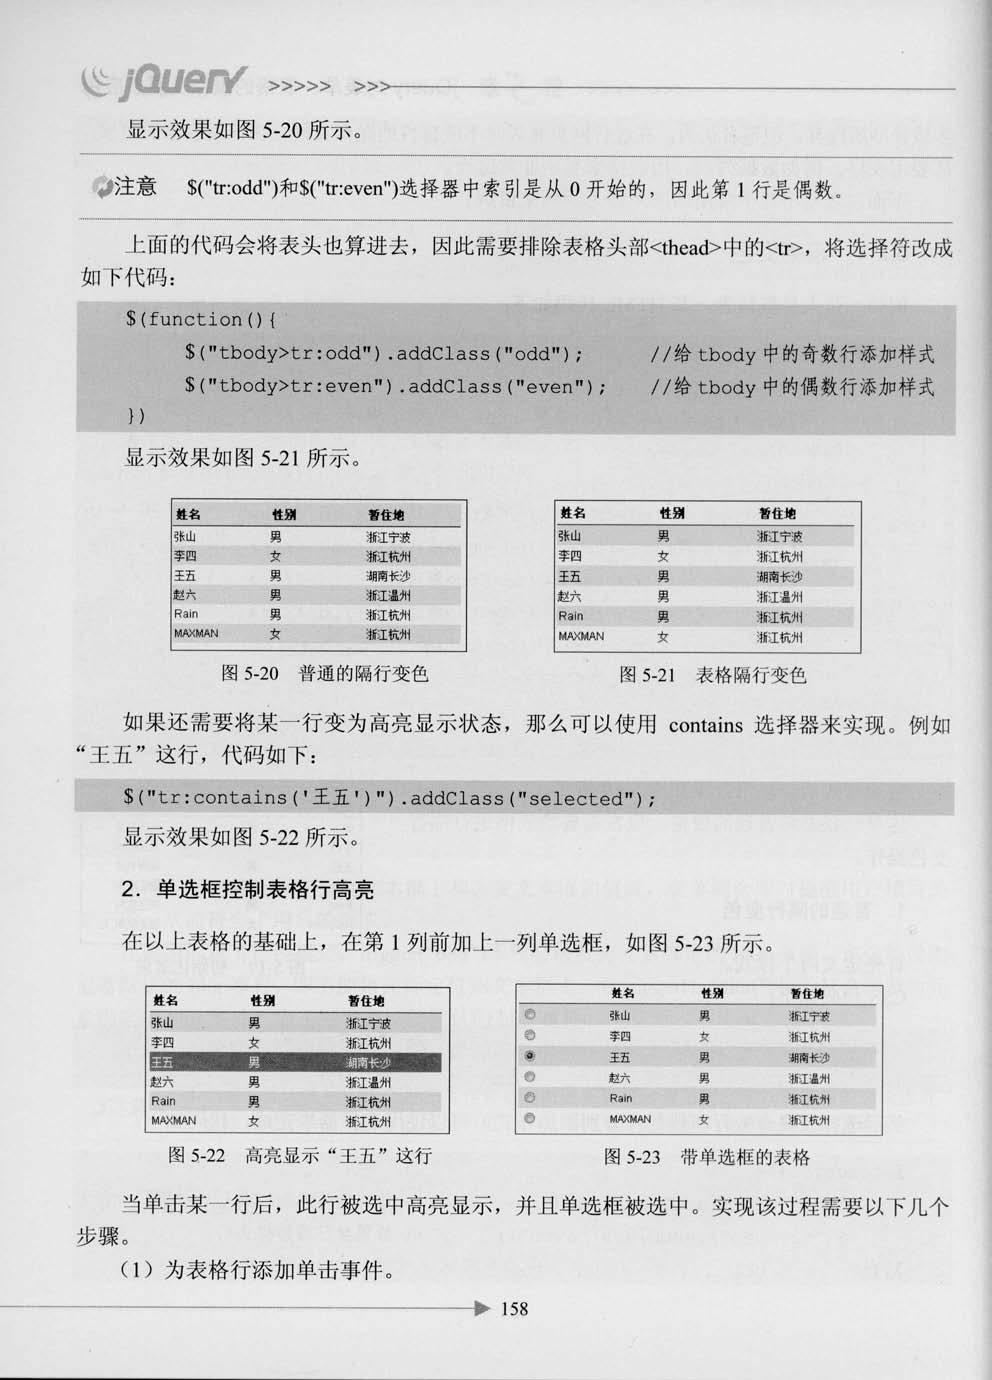 jQuery >>>>> >>>
显示效果如图 5-20 所示。
注意 $("tr:odd")和$("tr:even")选择器中索引是从 0 开始的，因此第 1 行是偶数。
上面的代码会将表头也算进去，因此需要排除表格头部<thead>中的<tr>，将选择符改成
如下代码：
$(function(){
$("tbody>tr:odd").addClass("odd"); //给 tbody 中的奇数行添加样式
$("tbody>tr:even").addClass("even"); //给 tbody 中的偶数行添加样式
})
显示效果如图 5-21 所示。
姓名 性别 暂住地
张山 男 浙江宁波
李四 女 浙江杭州
王五 男 湖南长沙
赵六 男 浙江温州
Rain 男 浙江杭州
MAXMAN 女 浙江杭州
图 5-20 普通的隔行变色
姓名 性别 暂住地
张山 男 浙江宁波
李四 女 浙江杭州
王五 男 湖南长沙
赵六 男 浙江温州
Rain 男 浙江杭州
MAXMAN 女 浙江杭州
图 5-21 表格隔行变色
如果还需要将某一行变为高亮显示状态，那么可以使用 contains 选择器来实现。例如
“王五”这行，代码如下：
$("tr:contains('王五')").addClass("selected");
显示效果如图 5-22 所示。
2．单选框控制表格行高亮
在以上表格的基础上，在第 1 列前加上一列单选框，如图 5-23 所示。
姓名 性别 暂住地
张山 男 浙江宁波
李四 女 浙江杭州
王五 男 湖南长沙
赵六 男 浙江温州
Rain 男 浙江杭州
MAXMAN 女 浙江杭州
图 5-22 高亮显示“王五”这行
姓名 性别 暂住地
张山 男 浙江宁波
李四 女 浙江杭州
王五 男 湖南长沙
赵六 男 浙江温州
Rain 男 浙江杭州
MAXMAN 女 浙江杭州
图 5-23 带单选框的表格
当单击某一行后，此行被选中高亮显示，并且单选框被选中。实现该过程需要以下几个
步骤。
（1）为表格行添加单击事件。
158